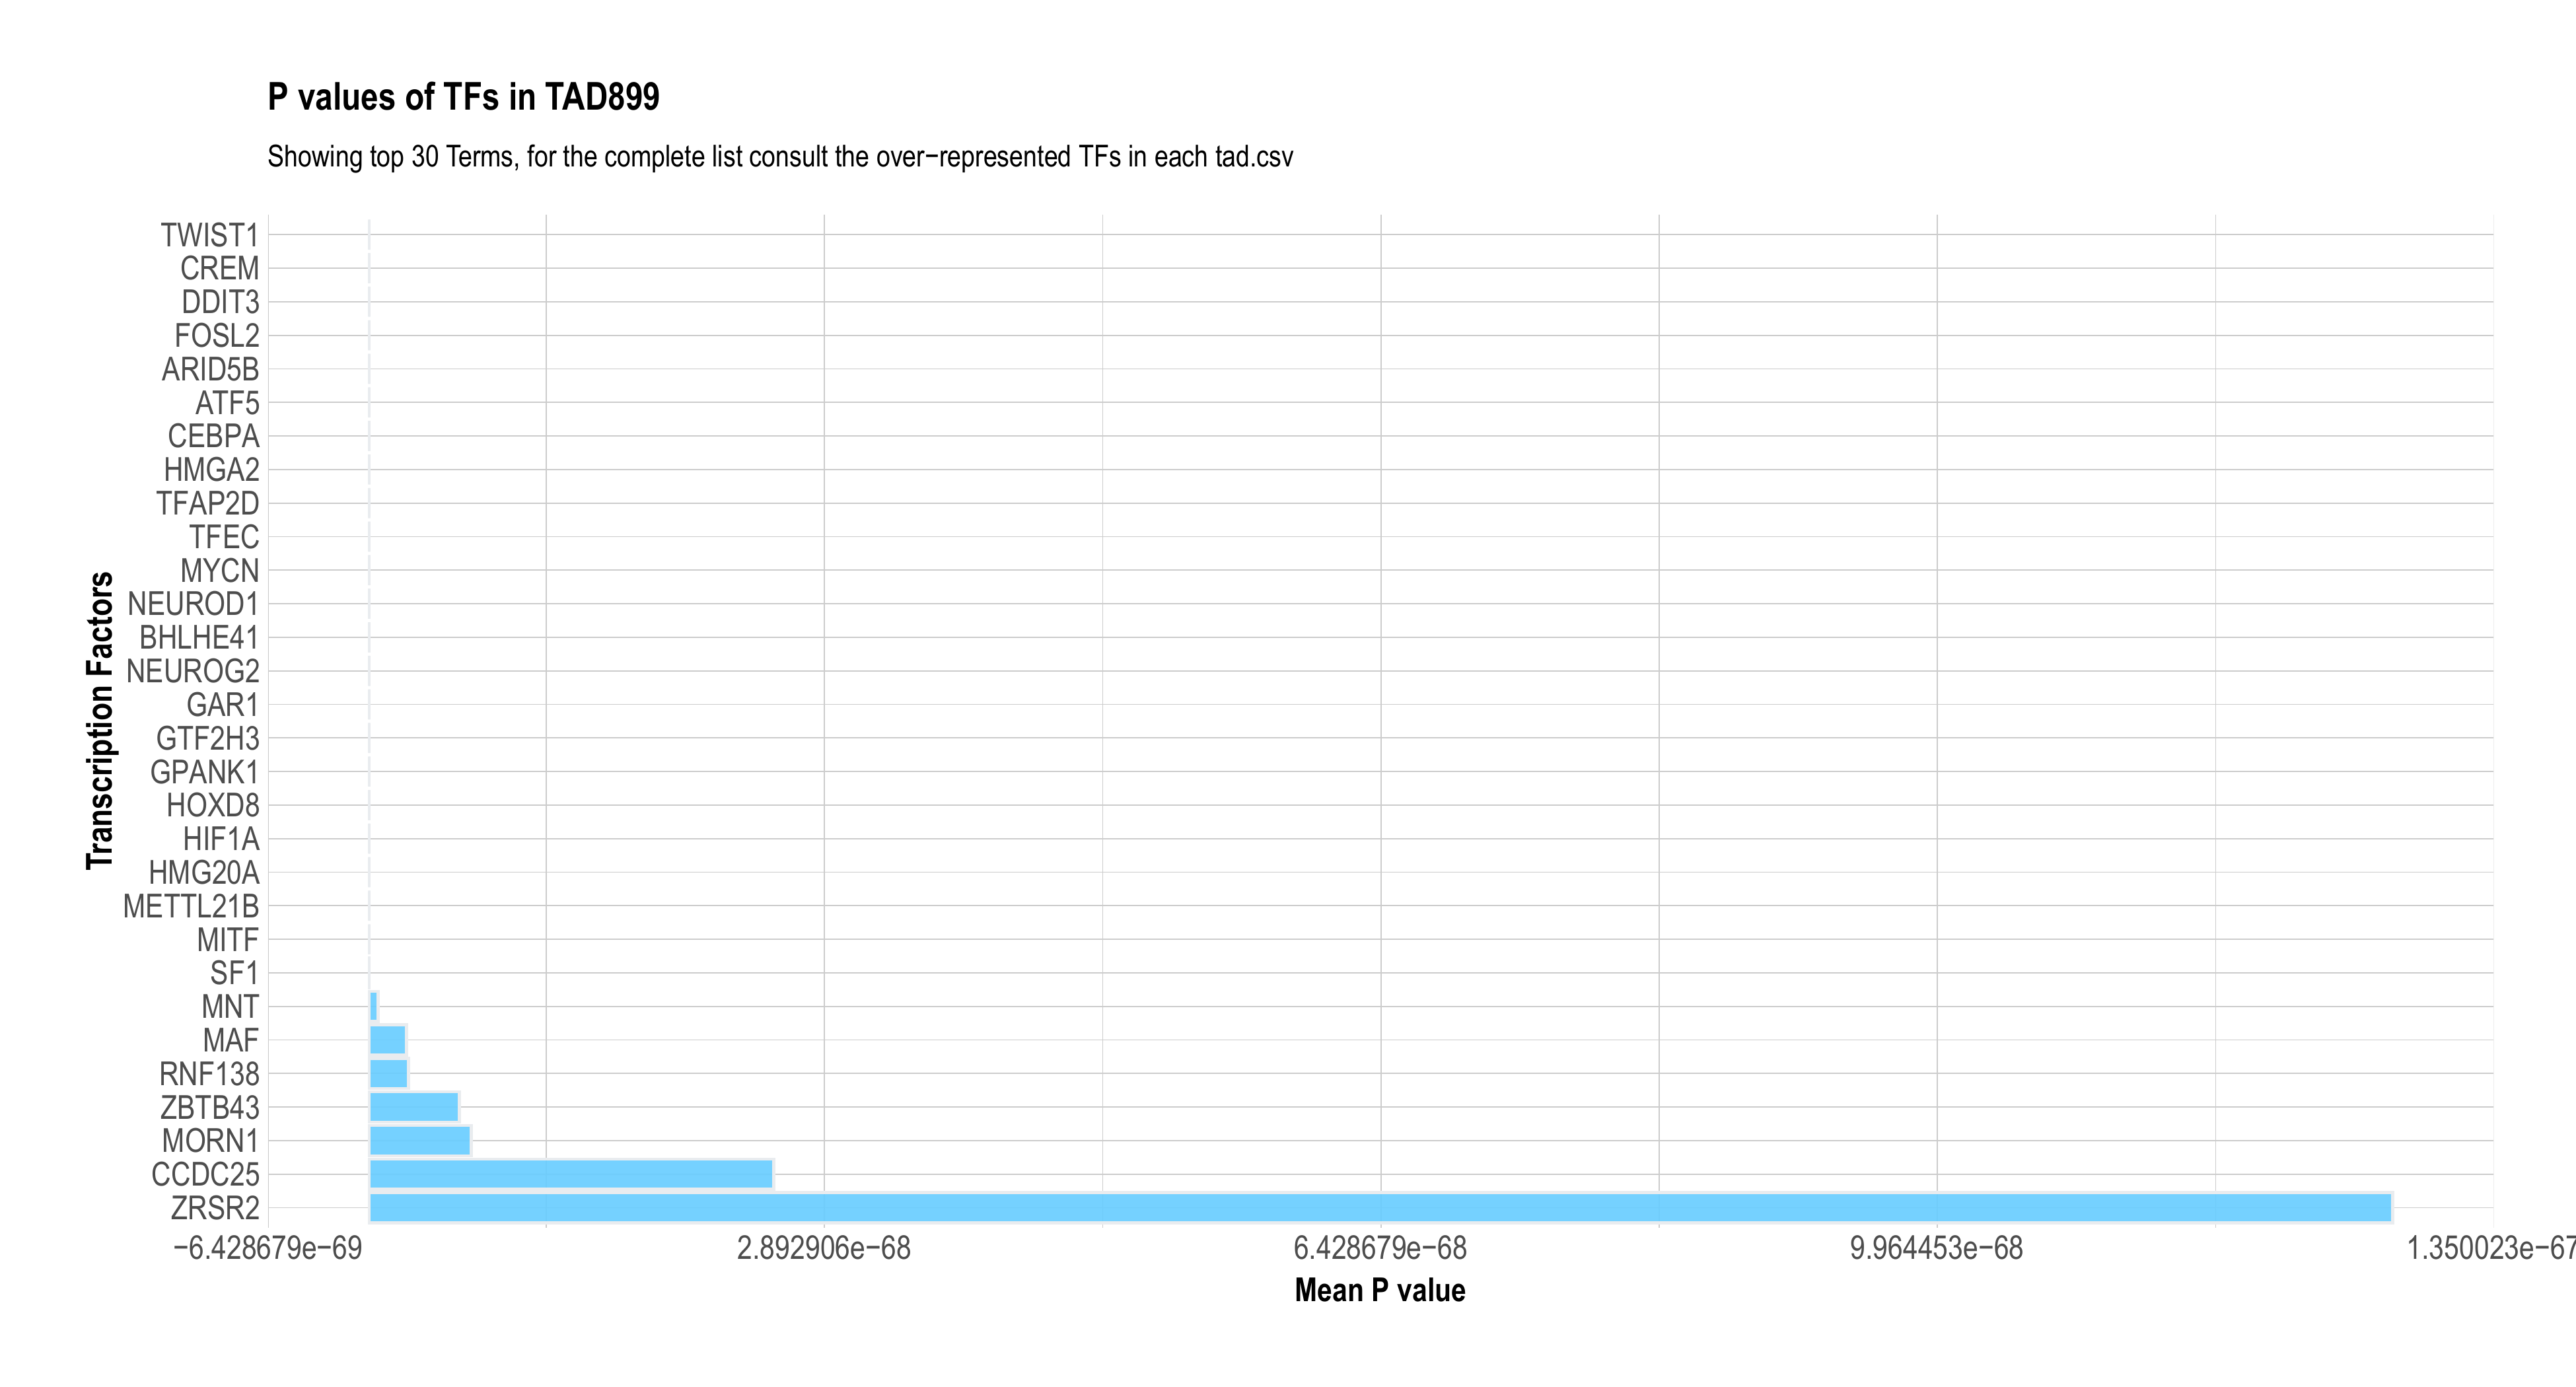 P values of TFs in TAD899
Showing top 30 Terms, for the complete list consult the over−represented TFs in each tad.csv
Transcription Factors
TWIST1
CREM
DDIT3
FOSL2
ARID5B
ATF5
CEBPA
HMGA2
TFAP2D
TFEC
MYCN
NEUROD1
BHLHE41
NEUROG2
GAR1
GTF2H3
GPANK1
HOXD8
HIF1A
HMG20A
METTL21B
MITF
SF1
MNT
MAF
RNF138
ZBTB43
MORN1
CCDC25
ZRSR2
−6.428679e−69 2.892906e−68 6.428679e−68 9.964453e−68 1.350023e−67
Mean P value